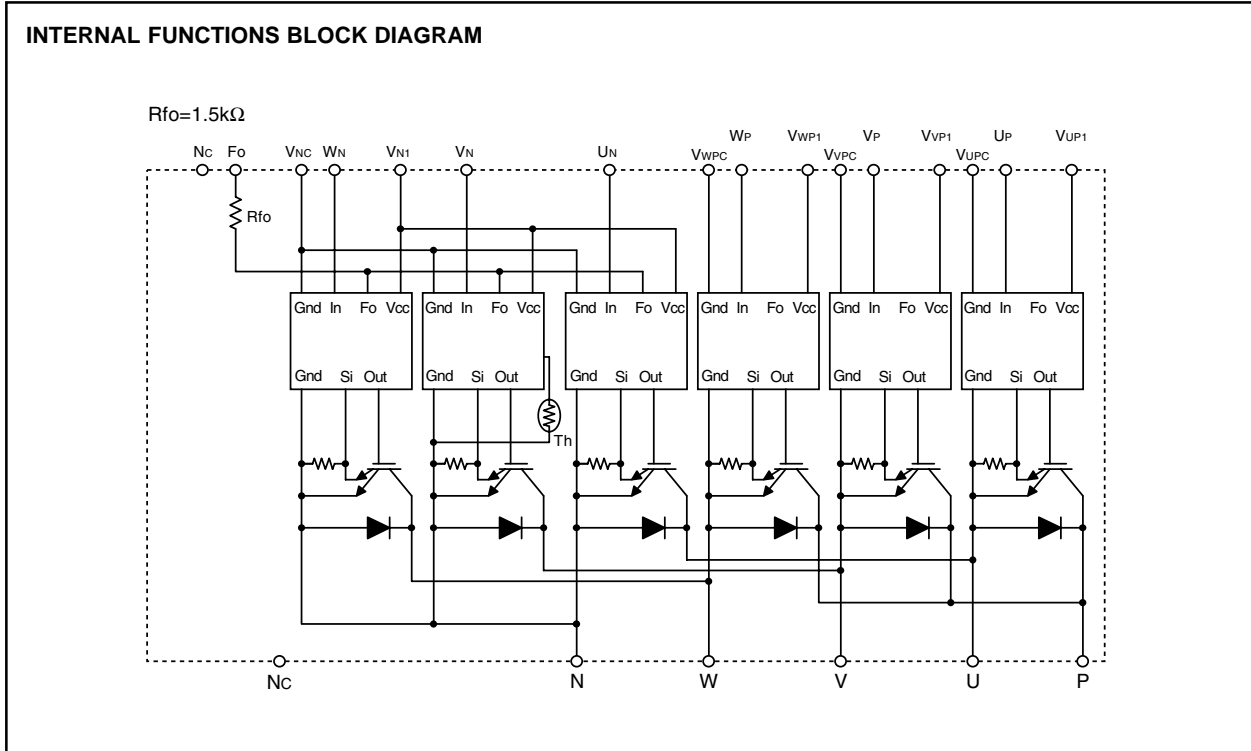 INTERNAL FUNCTIONS BLOCK DIAGRAM
Rfo=1.5kΩ
NC FO VNC WN VN1 VN UN VWPC WP VWP1 VVPC VP VVP1 VUPC UP VUP1
Rfo
Gnd In Fo Vcc Gnd In Fo Vcc Gnd In Fo Vcc Gnd In Fo Vcc Gnd In Fo Vcc Gnd In Fo Vcc
Gnd Si Out Gnd Si Out Gnd Si Out Gnd Si Out Gnd Si Out Gnd Si Out
Th
NC N W V U P